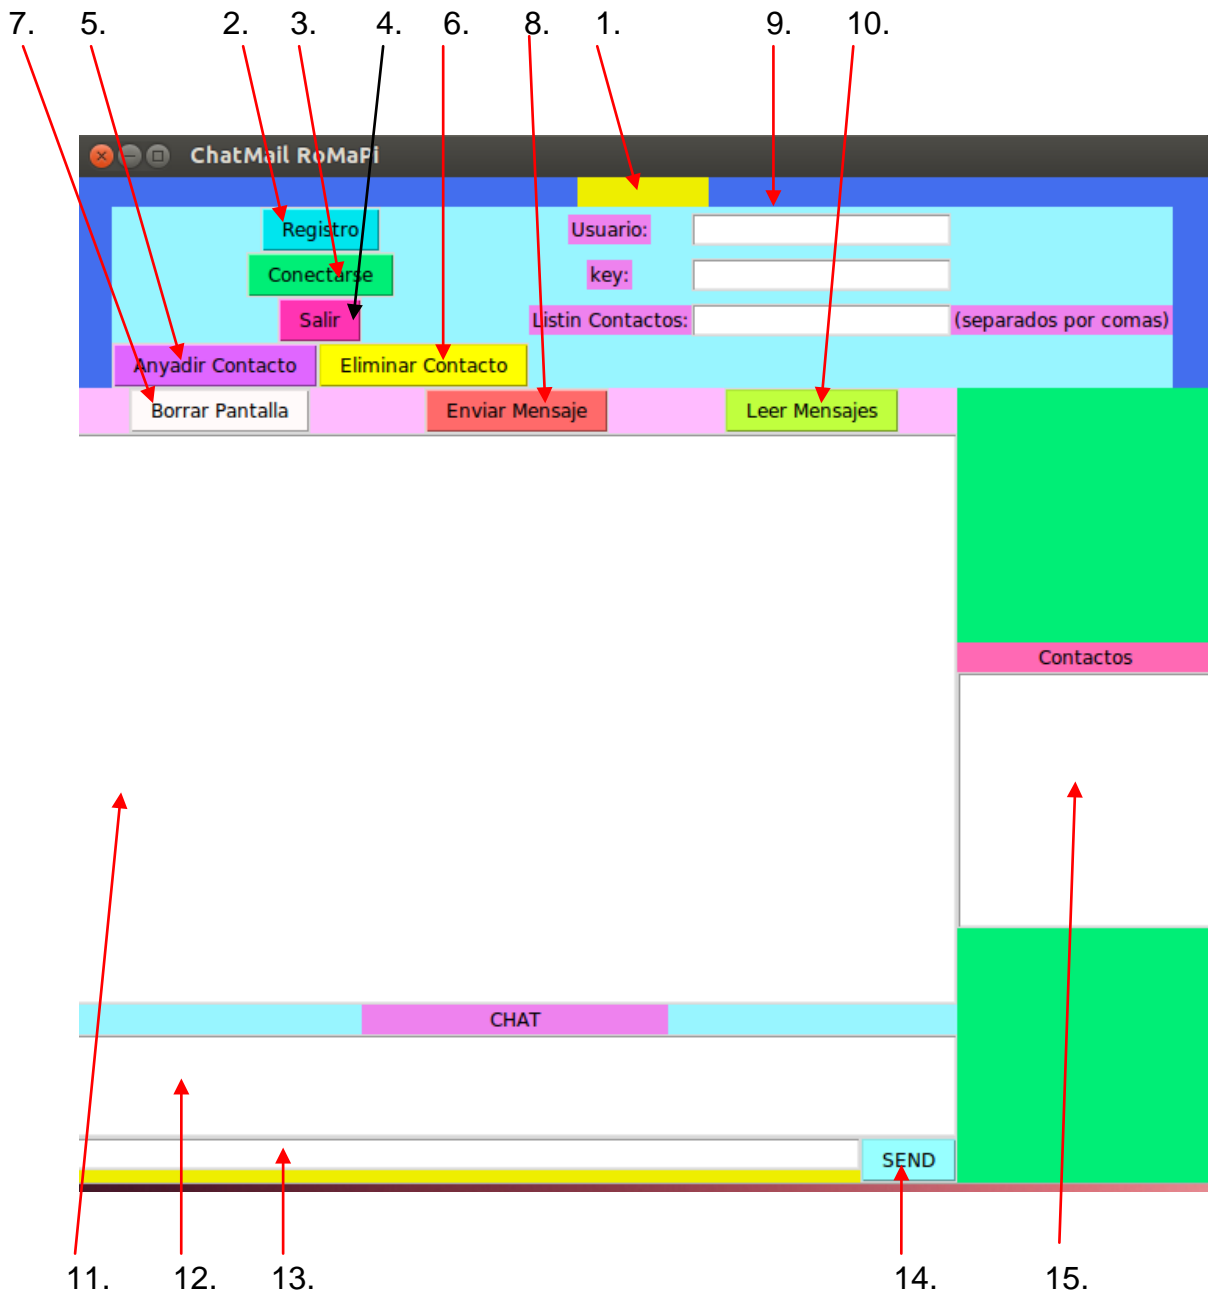 7. 5. 2. 3. 4. 6. 8. 1. 9. 10.
ChatMail RoMaPi
Registro Usuario:
Conectarse key:
Salir Listin Contactos: (separados por comas)
Anyadir Contacto Eliminar Contacto
Borrar Pantalla Enviar Mensaje Leer Mensajes
Contactos
CHAT
SEND
11. 12. 13. 14. 15.